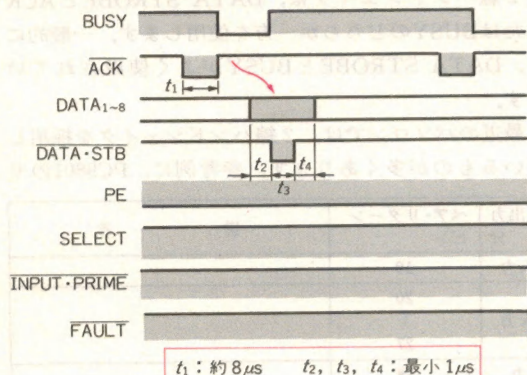 BUSY
ACK
t₁
DATA₁~₈
DATA・STB
t₂
t₃
t₄
PE
SELECT
INPUT・PRIME
FAULT
t₁：約8μs　t₂, t₃, t₄：最小1μs